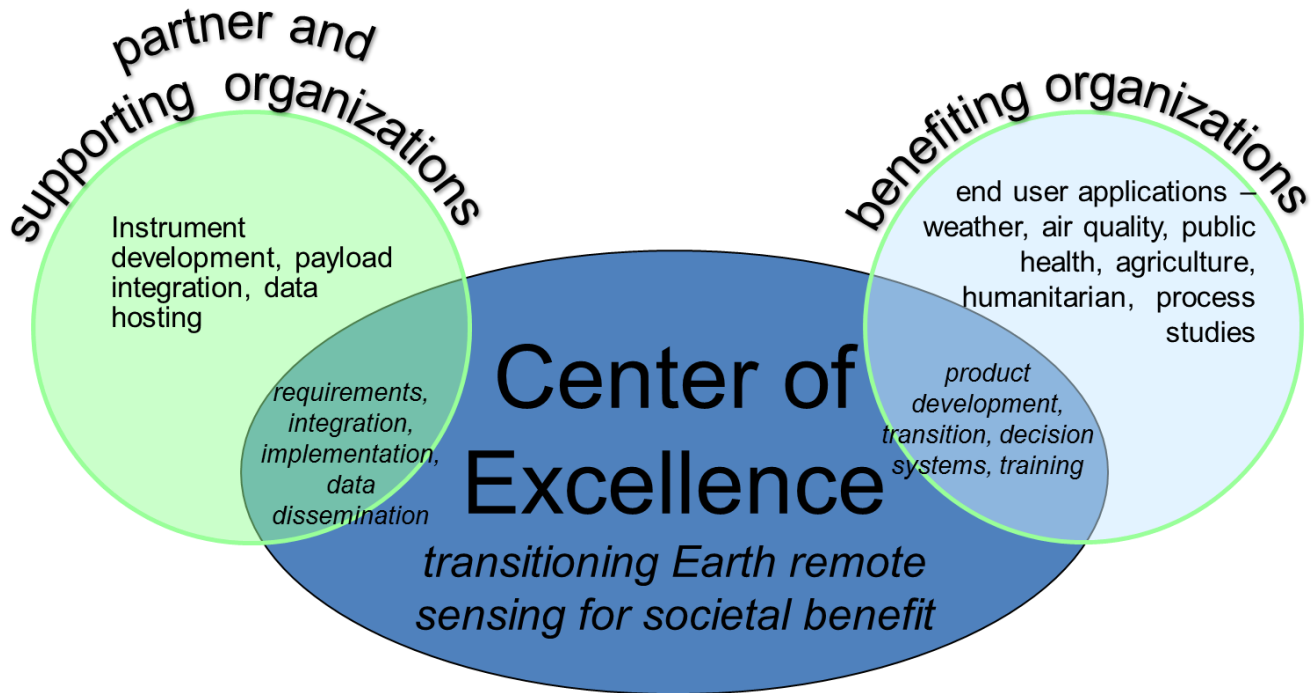 partner and
supporting organizations
Instrument
development, payload
integration, data
hosting
requirements,
integration,
implementation,
data
dissemination
Center of
Excellence
transitioning Earth remote
sensing for societal benefit
benefiting organizations
end user applications –
weather, air quality, public
health, agriculture,
humanitarian, process
studies
product
development,
transition, decision
systems, training